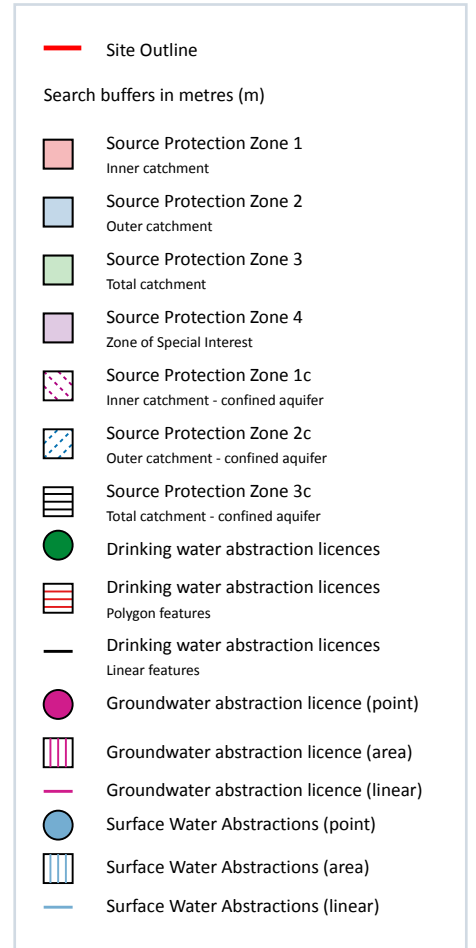 Site Outline
Search buffers in metres (m)
Source Protection Zone 1
Inner catchment
Source Protection Zone 2
Outer catchment
Source Protection Zone 3
Total catchment
Source Protection Zone 4
Zone of Special Interest
Source Protection Zone 1c
Inner catchment - confined aquifer
Source Protection Zone 2c
Outer catchment - confined aquifer
Source Protection Zone 3c
Total catchment - confined aquifer
Drinking water abstraction licences
Drinking water abstraction licences
Polygon features
Drinking water abstraction licences
Linear features
Groundwater abstraction licence (point)
Groundwater abstraction licence (area)
Groundwater abstraction licence (linear)
Surface Water Abstractions (point)
Surface Water Abstractions (area)
Surface Water Abstractions (linear)